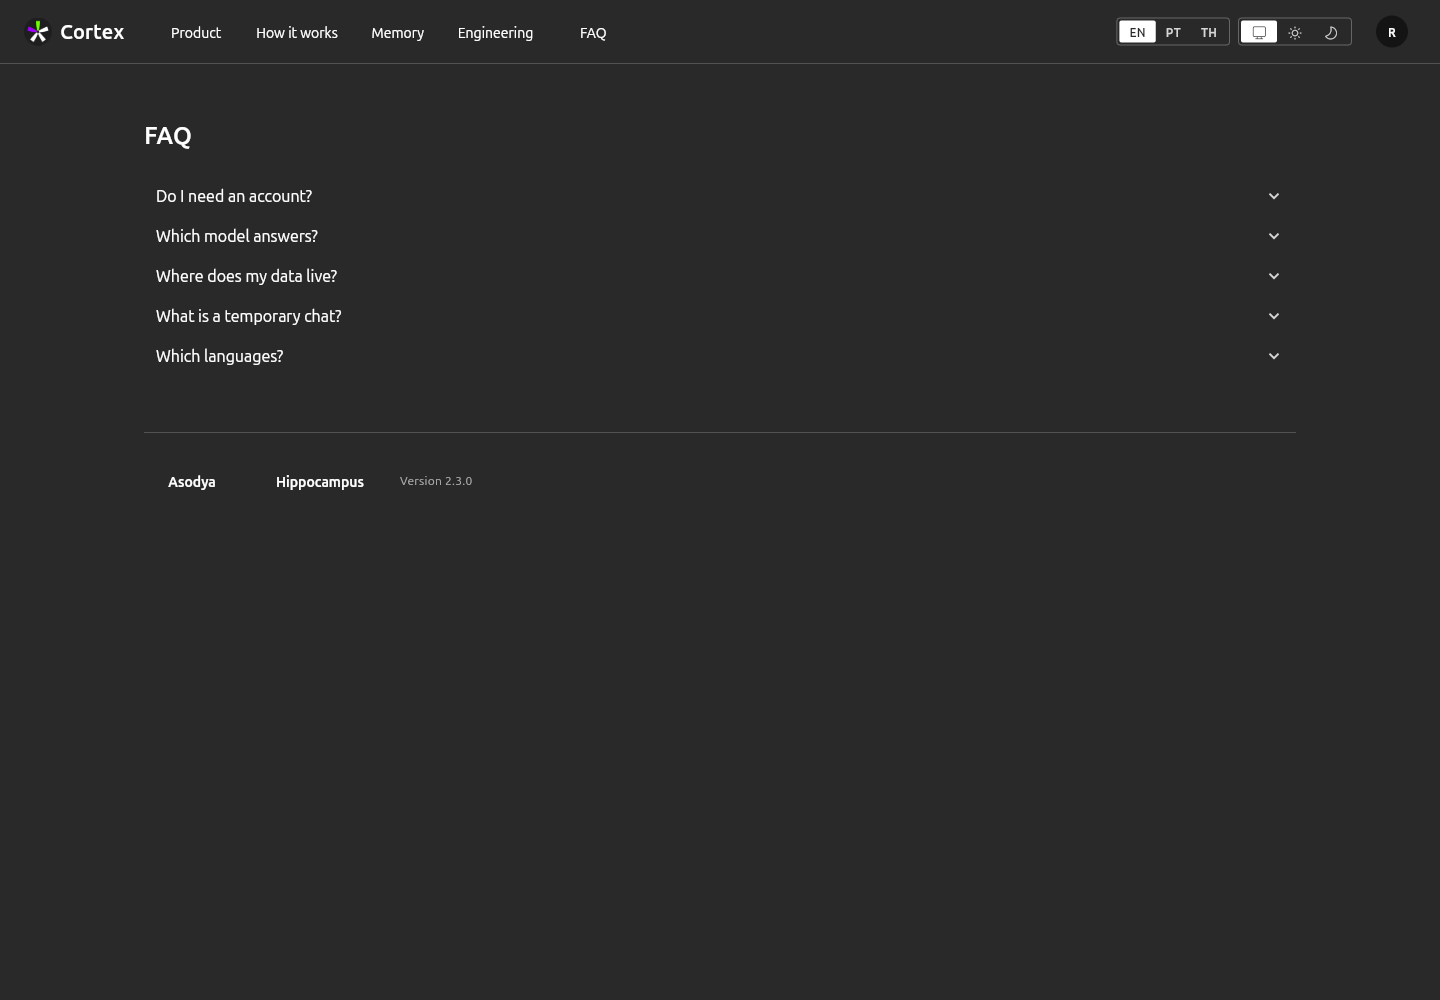 Cortex
Product
How it works
Memory
Engineering
FAQ
EN
PT
TH
R
FAQ
Do I need an account?
Which model answers?
Where does my data live?
What is a temporary chat?
Which languages?
Asodya
Hippocampus
Version 2.3.0